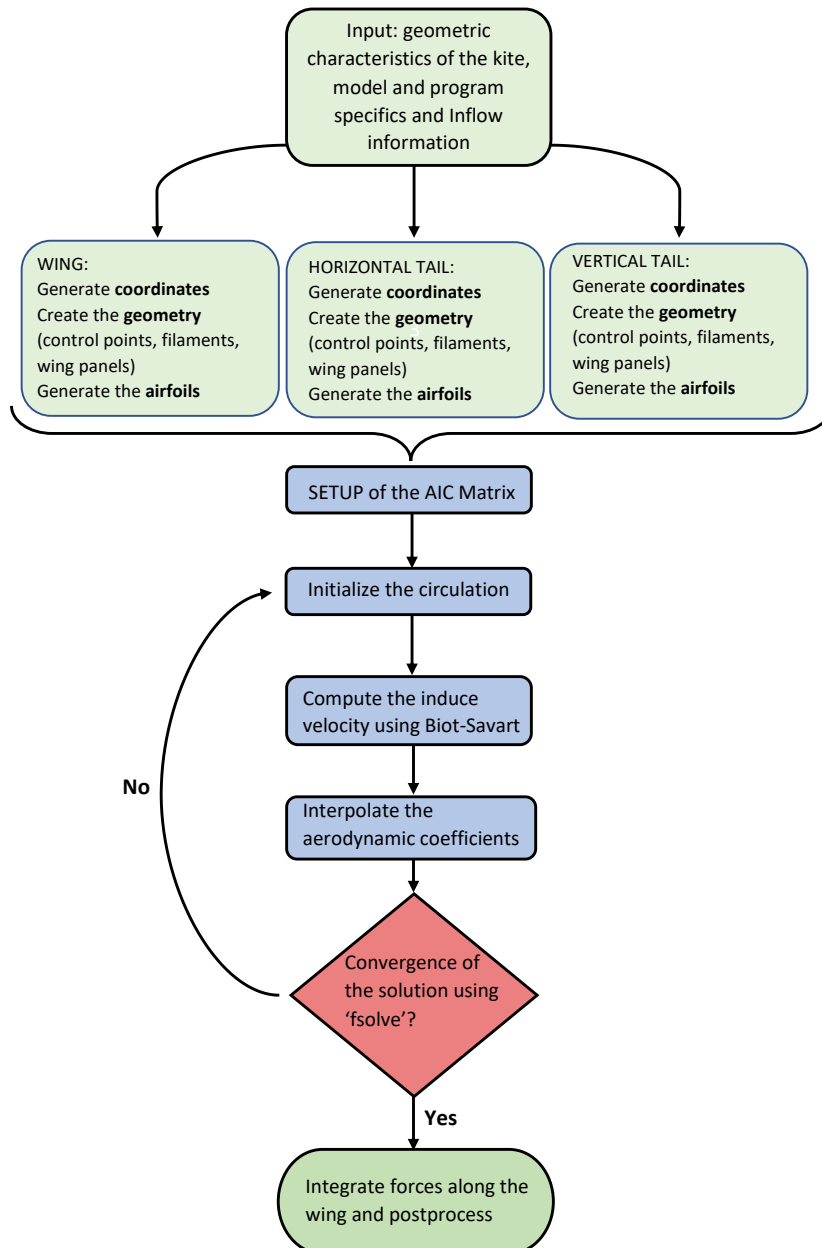 Input: geometric
characteristics of the kite,
model and program
specifics and Inflow
information
WING:
Generate coordinates
Create the geometry
(control points, filaments,
wing panels)
Generate the airfoils
HORIZONTAL TAIL:
Generate coordinates
Create the geometry
3
(control points, filaments,
wing panels)
Generate the airfoils
VERTICAL TAIL:
Generate coordinates
Create the geometry
(control points, filaments,
wing panels)
Generate the airfoils
SETUP of the AIC Matrix
Initialize the circulation
Compute the induce
velocity using Biot-Savart
No
Interpolate the
aerodynamic coefficients
Convergence of
the solution using
‘fsolve’?
Yes
Integrate forces along the
wing and postprocess